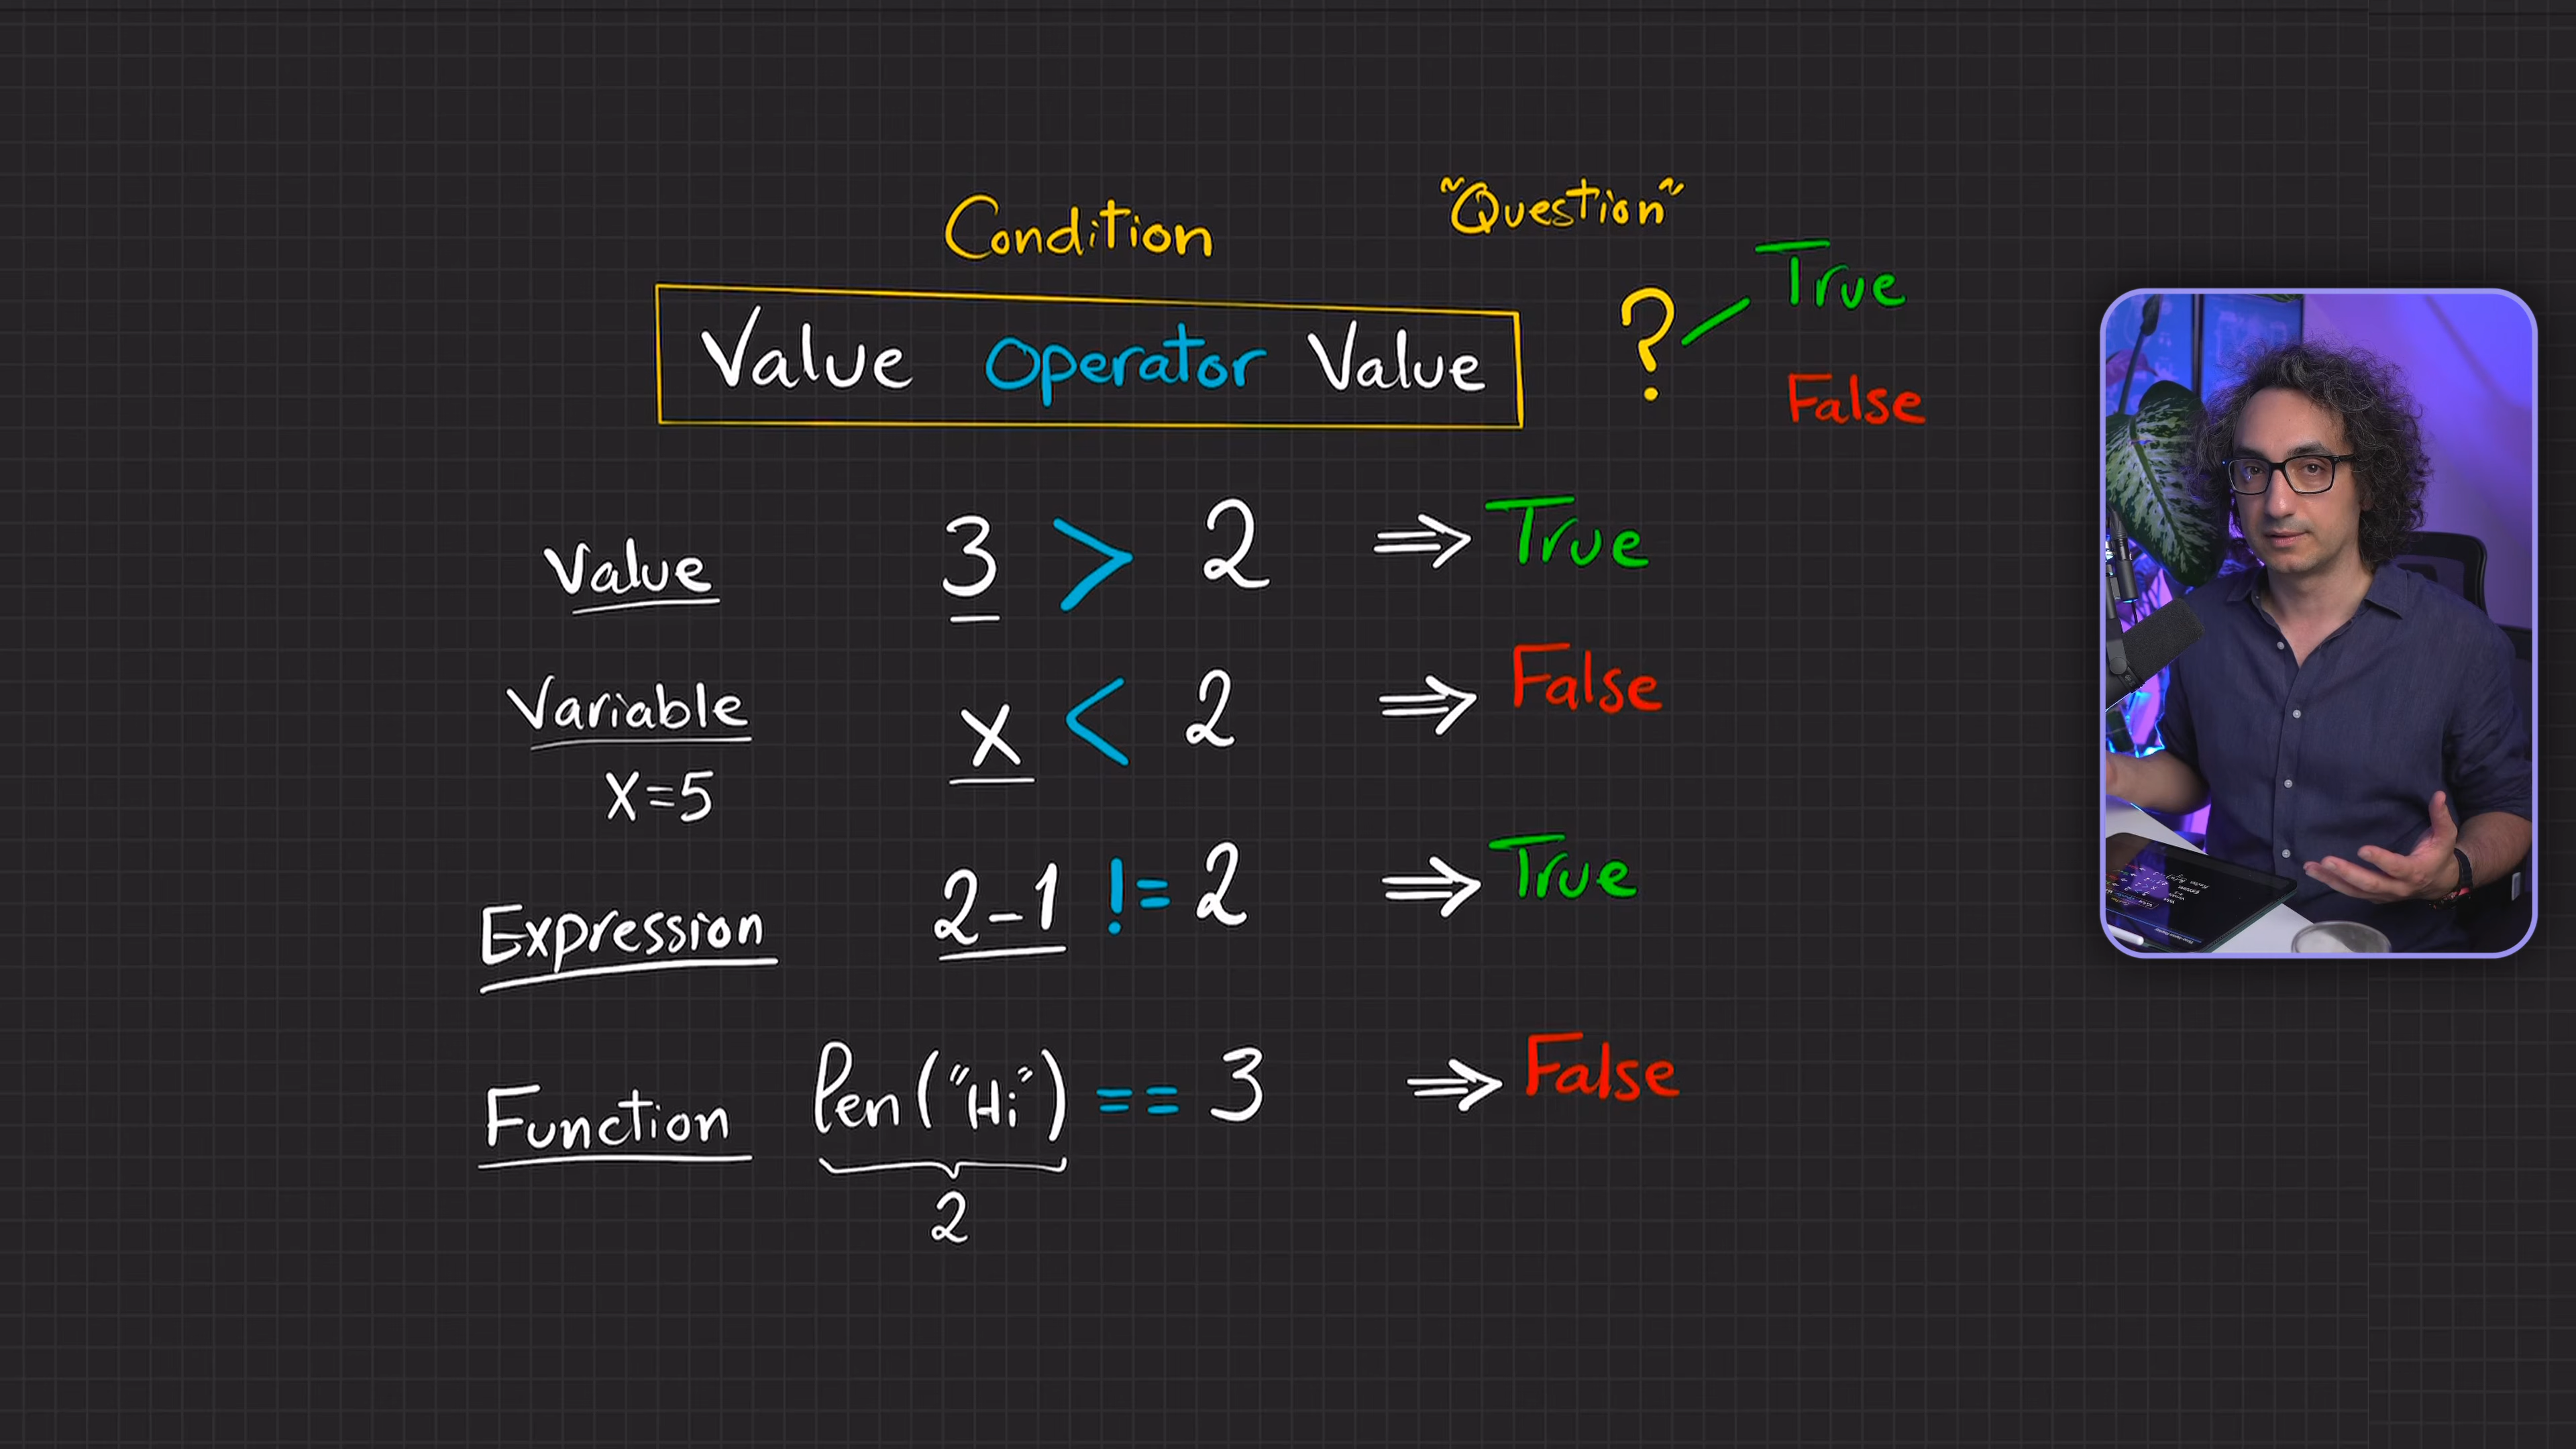 Condition
"Question"
True
Value Operator Value ?
False
Value 3 > 2 ⇒ True
Variable x < 2 ⇒ False
X=5
Expression 2-1 != 2 ⇒ True
Function len("Hi") == 3 ⇒ False
2